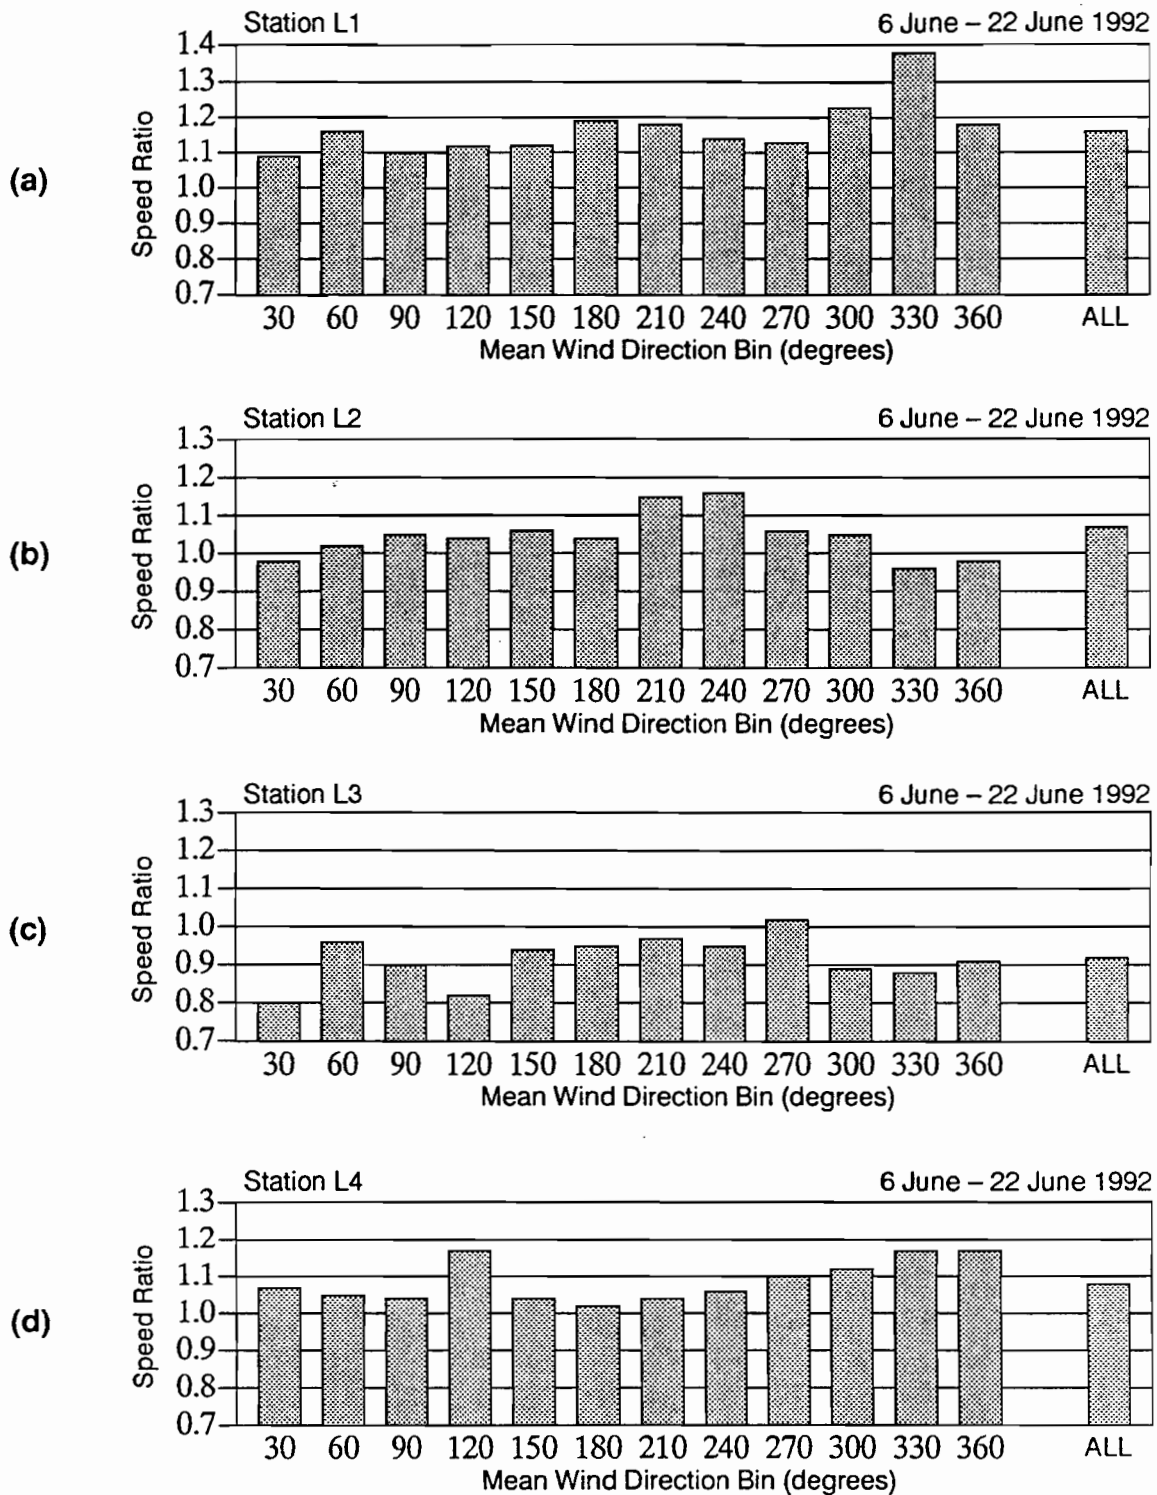 (a)
Station L1 6 June – 22 June 1992
Speed Ratio
1.4
1.3
1.2
1.1
1.0
0.9
0.8
0.7
30 60 90 120 150 180 210 240 270 300 330 360 ALL
Mean Wind Direction Bin (degrees)
(b)
Station L2 6 June – 22 June 1992
Speed Ratio
1.3
1.2
1.1
1.0
0.9
0.8
0.7
30 60 90 120 150 180 210 240 270 300 330 360 ALL
Mean Wind Direction Bin (degrees)
(c)
Station L3 6 June – 22 June 1992
Speed Ratio
1.3
1.2
1.1
1.0
0.9
0.8
0.7
30 60 90 120 150 180 210 240 270 300 330 360 ALL
Mean Wind Direction Bin (degrees)
(d)
Station L4 6 June – 22 June 1992
Speed Ratio
1.3
1.2
1.1
1.0
0.9
0.8
0.7
30 60 90 120 150 180 210 240 270 300 330 360 ALL
Mean Wind Direction Bin (degrees)